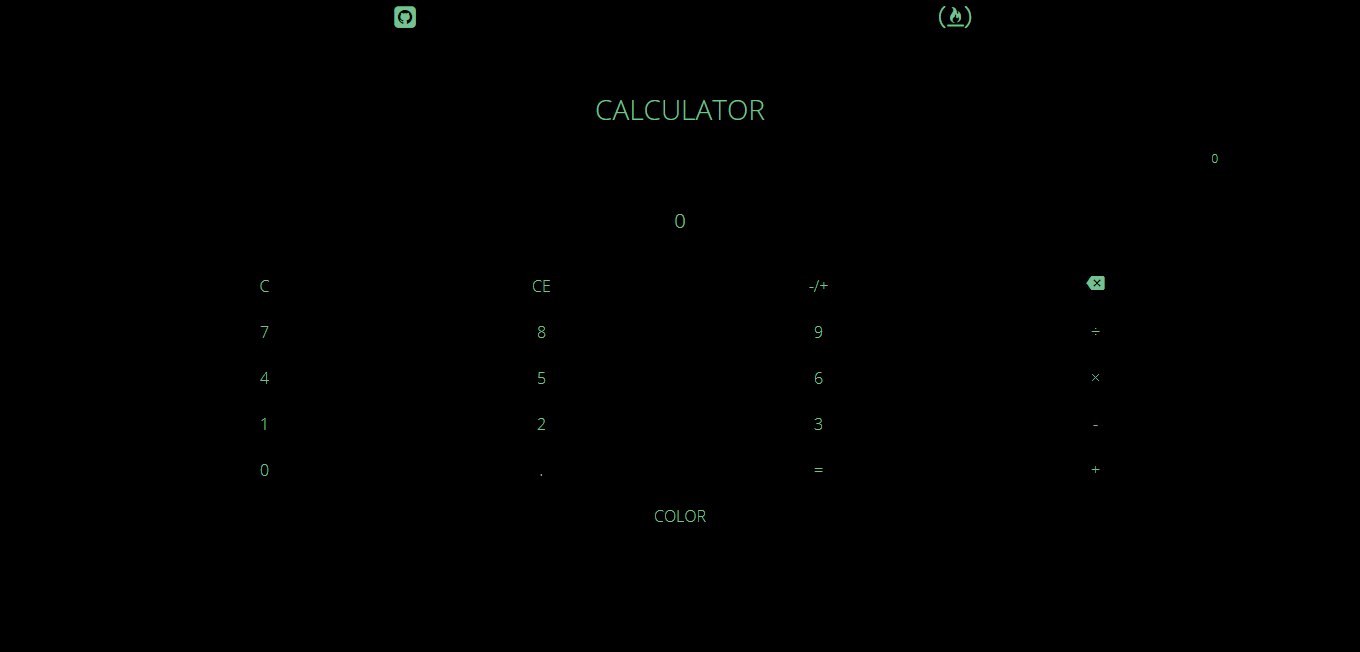 CALCULATOR
0
0
C CE -/+
7 8 9 ÷
4 5 6 ×
1 2 3 -
0 . = +
COLOR